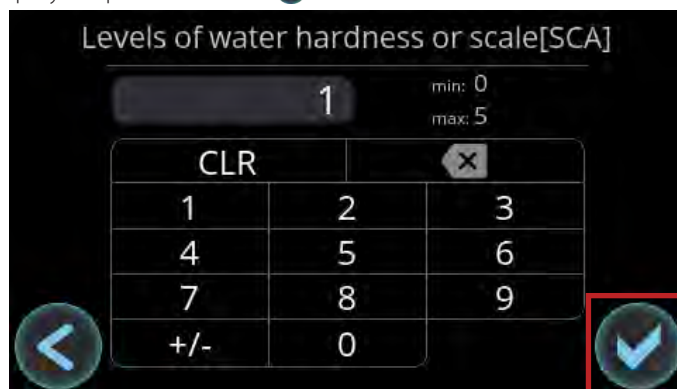 Levels of water hardness or scale[SCA]
1
min: 0
max: 5
CLR
1 2 3
4 5 6
7 8 9
+/- 0